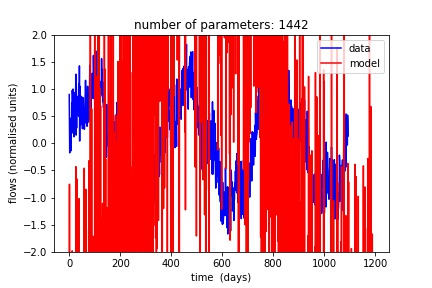 number of parameters: 1442
data
model
flows (normalised units)
2.0
1.5
1.0
0.5
0.0
−0.5
−1.0
−1.5
−2.0
0 200 400 600 800 1000 1200
time (days)